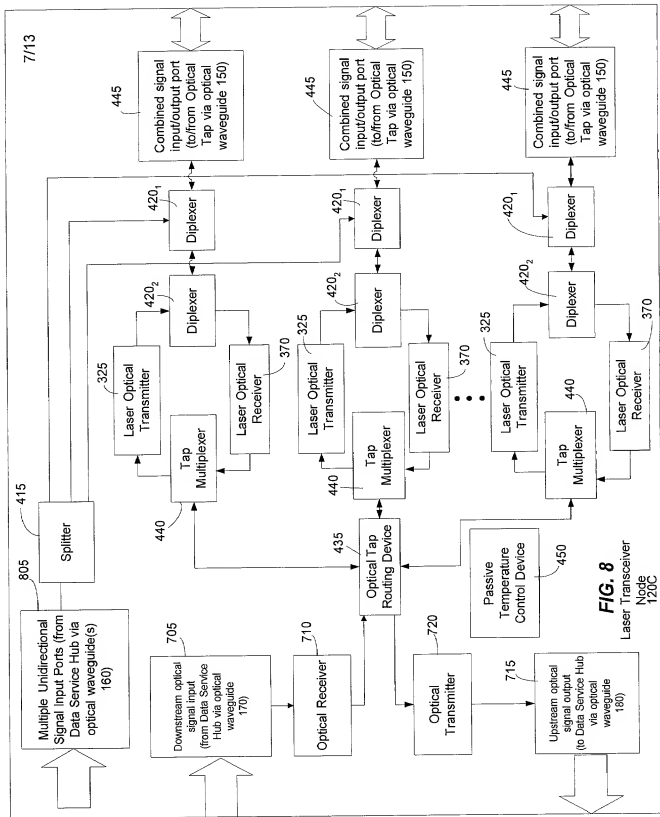 7/13
445
Combined signal
input/output port
(to/from Optical
Tap via optical
waveguide 150)
445
Combined signal
input/output port
(to/from Optical
Tap via optical
waveguide 150)
445
Combined signal
input/output port
(to/from Optical
Tap via optical
waveguide 150)
420₁
Diplexer
420₁
Diplexer
420₁
Diplexer
420₂
Diplexer
420₂
Diplexer
420₂
Diplexer
325
Laser Optical
Transmitter
370
Laser Optical
Receiver
325
Laser Optical
Transmitter
370
Laser Optical
Receiver
325
Laser Optical
Transmitter
370
Laser Optical
Receiver
Tap
Multiplexer
440
Tap
Multiplexer
440
Tap
Multiplexer
440
415
Splitter
435
Optical Tap
Routing Device
Passive
Temperature
Control Device
450
805
Multiple Unidirectional
Signal Input Ports (from
Data Service Hub via
optical waveguide(s)
160)
705
Downstream optical
signal input
(from Data Service
Hub via optical
waveguide
170)
710
Optical Receiver
720
Optical
Transmitter
715
Upstream optical
signal output
(to Data Service Hub
via optical
waveguide
180)
FIG. 8
Laser Transceiver
Node
120C